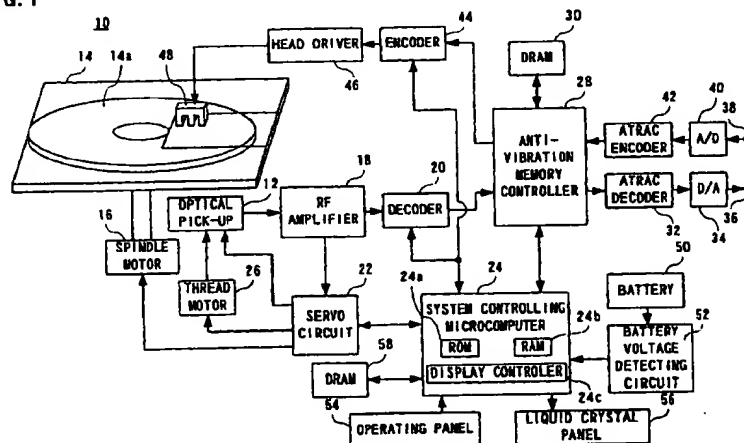 10
14
14a
48
HEAD DRIVER
46
ENCODER
44
30
DRAM
28
ANTI-
VIBRATION
MEMORY
CONTROLLER
42
ATRAC
ENCODER
40
A/D
38
ATRAC
DECODER
32
D/A
34
36
12
OPTICAL
PICK-UP
18
RF
AMPLIFIER
20
DECODER
16
SPINDLE
MOTOR
26
THREAD
MOTOR
22
SERVO
CIRCUIT
24a
24
SYSTEM CONTROLLING
MICROCOMPUTER
24b
ROM
RAM
DISPLAY CONTROLER
24c
50
BATTERY
52
BATTERY
VOLTAGE
DETECTING
CIRCUIT
58
DRAM
54
OPERATING PANEL
LIQUID CRYSTAL
PANEL
56